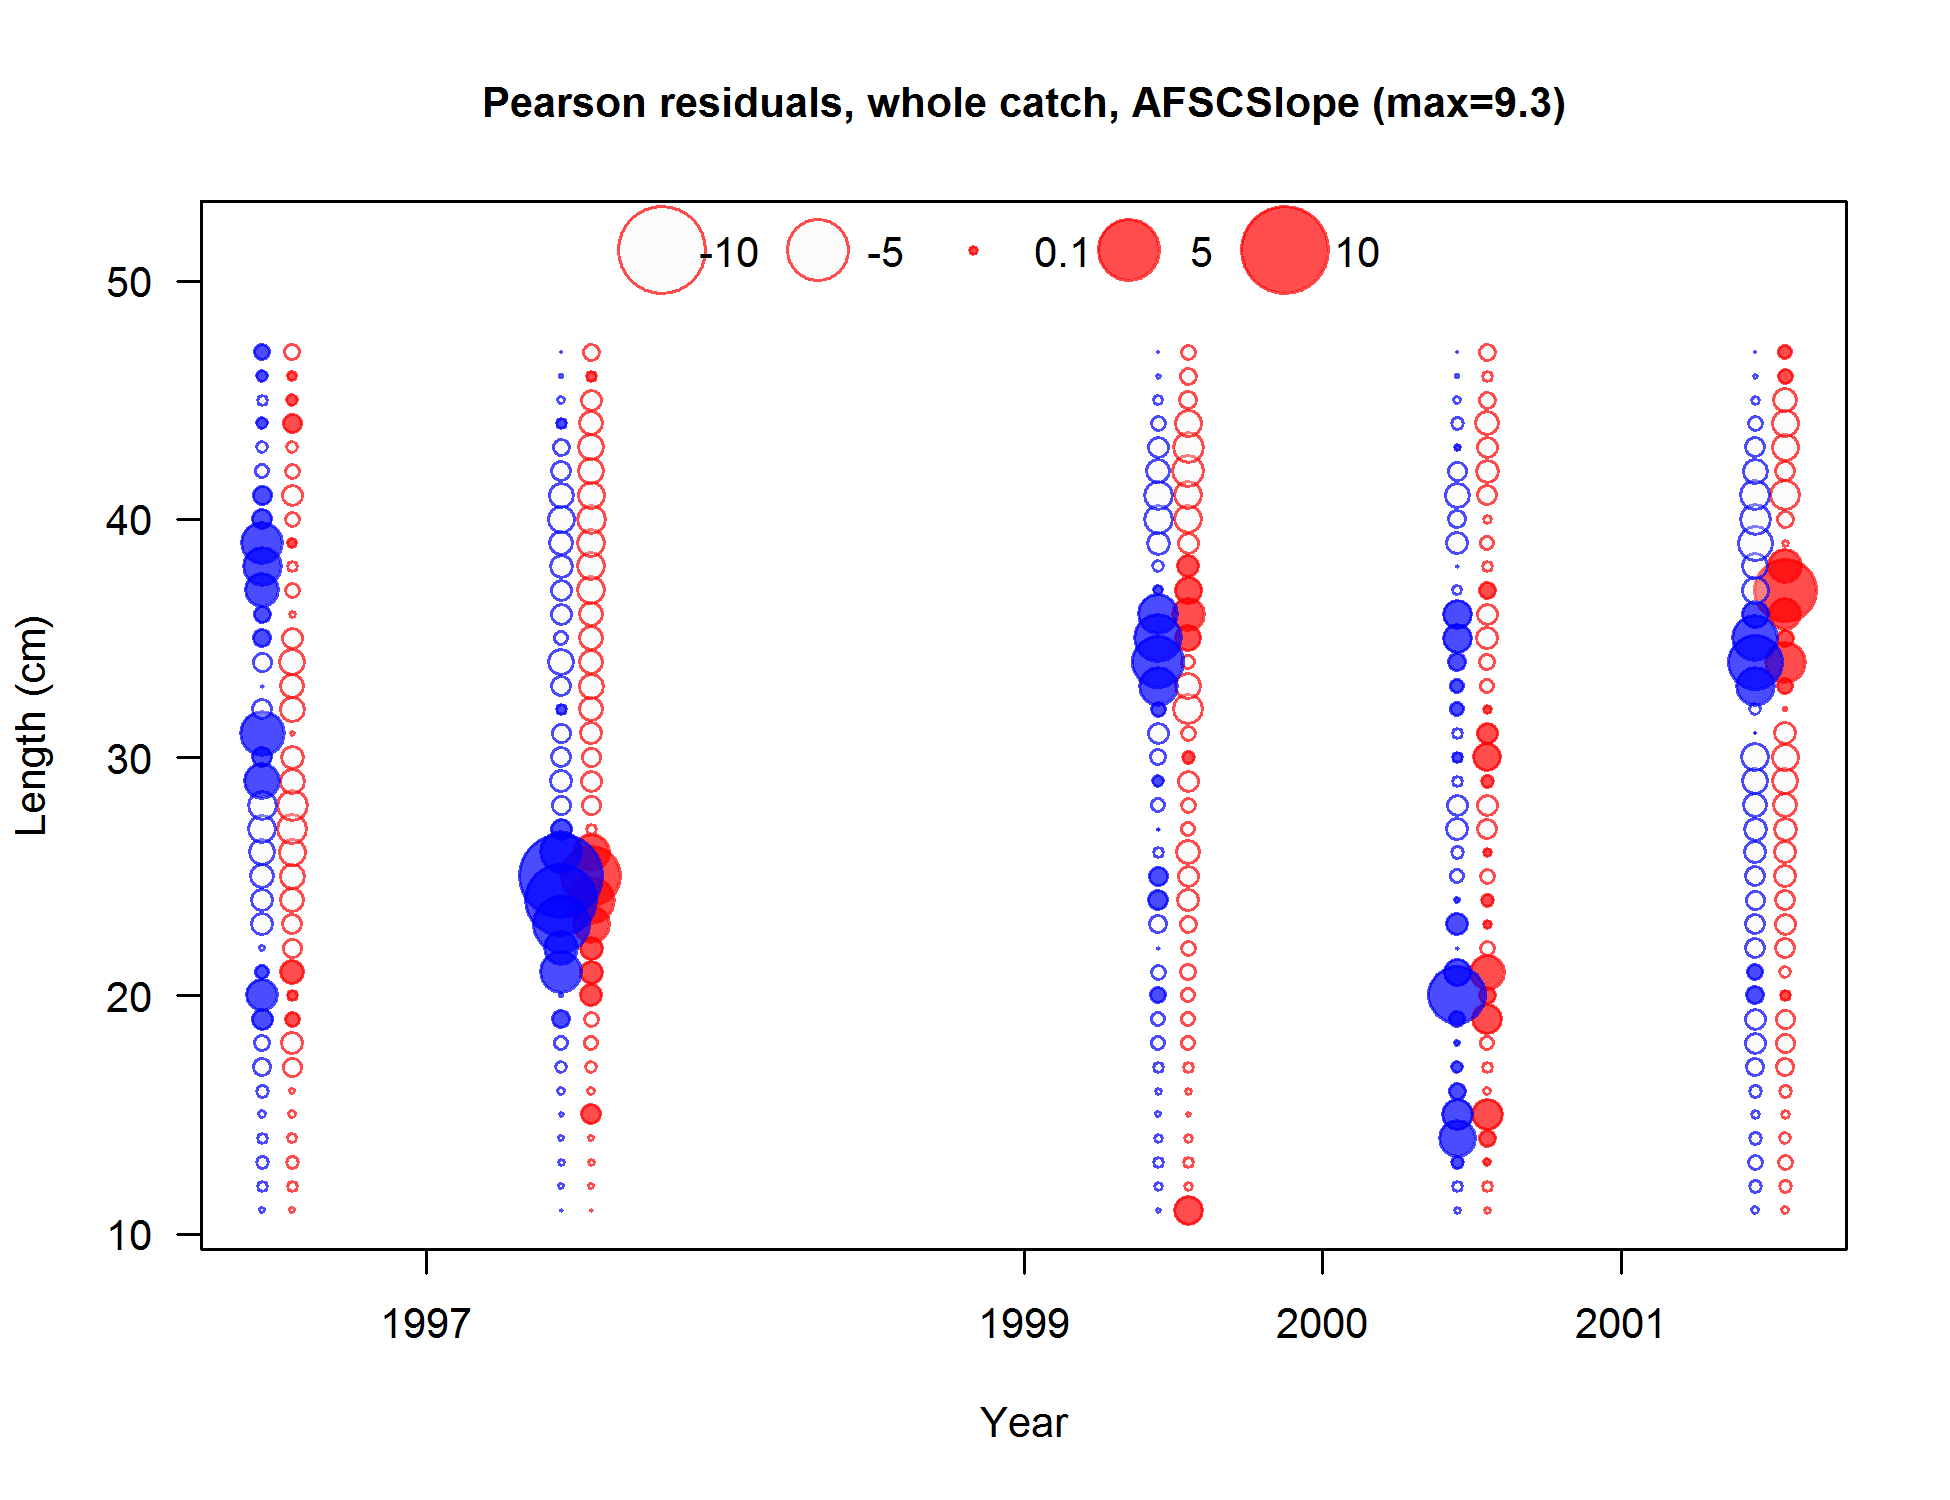 Pearson residuals, whole catch, AFSCSlope (max=9.3)
-10 -5 0.1 5 10
50
40
30
20
10
Length (cm)
1997 1999 2000 2001
Year